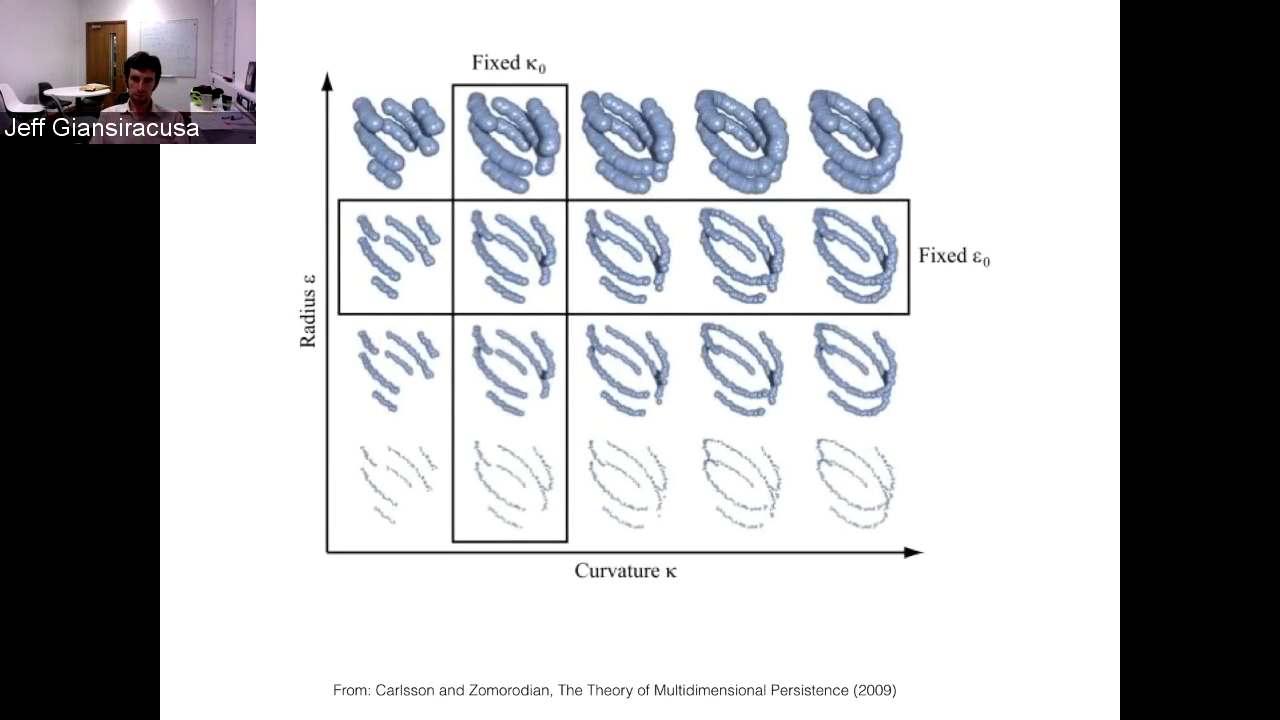 Jeff Giansiracusa
Fixed κ₀
Fixed ε₀
Radius ε
Curvature κ
From: Carlsson and Zomorodian, The Theory of Multidimensional Persistence (2009)